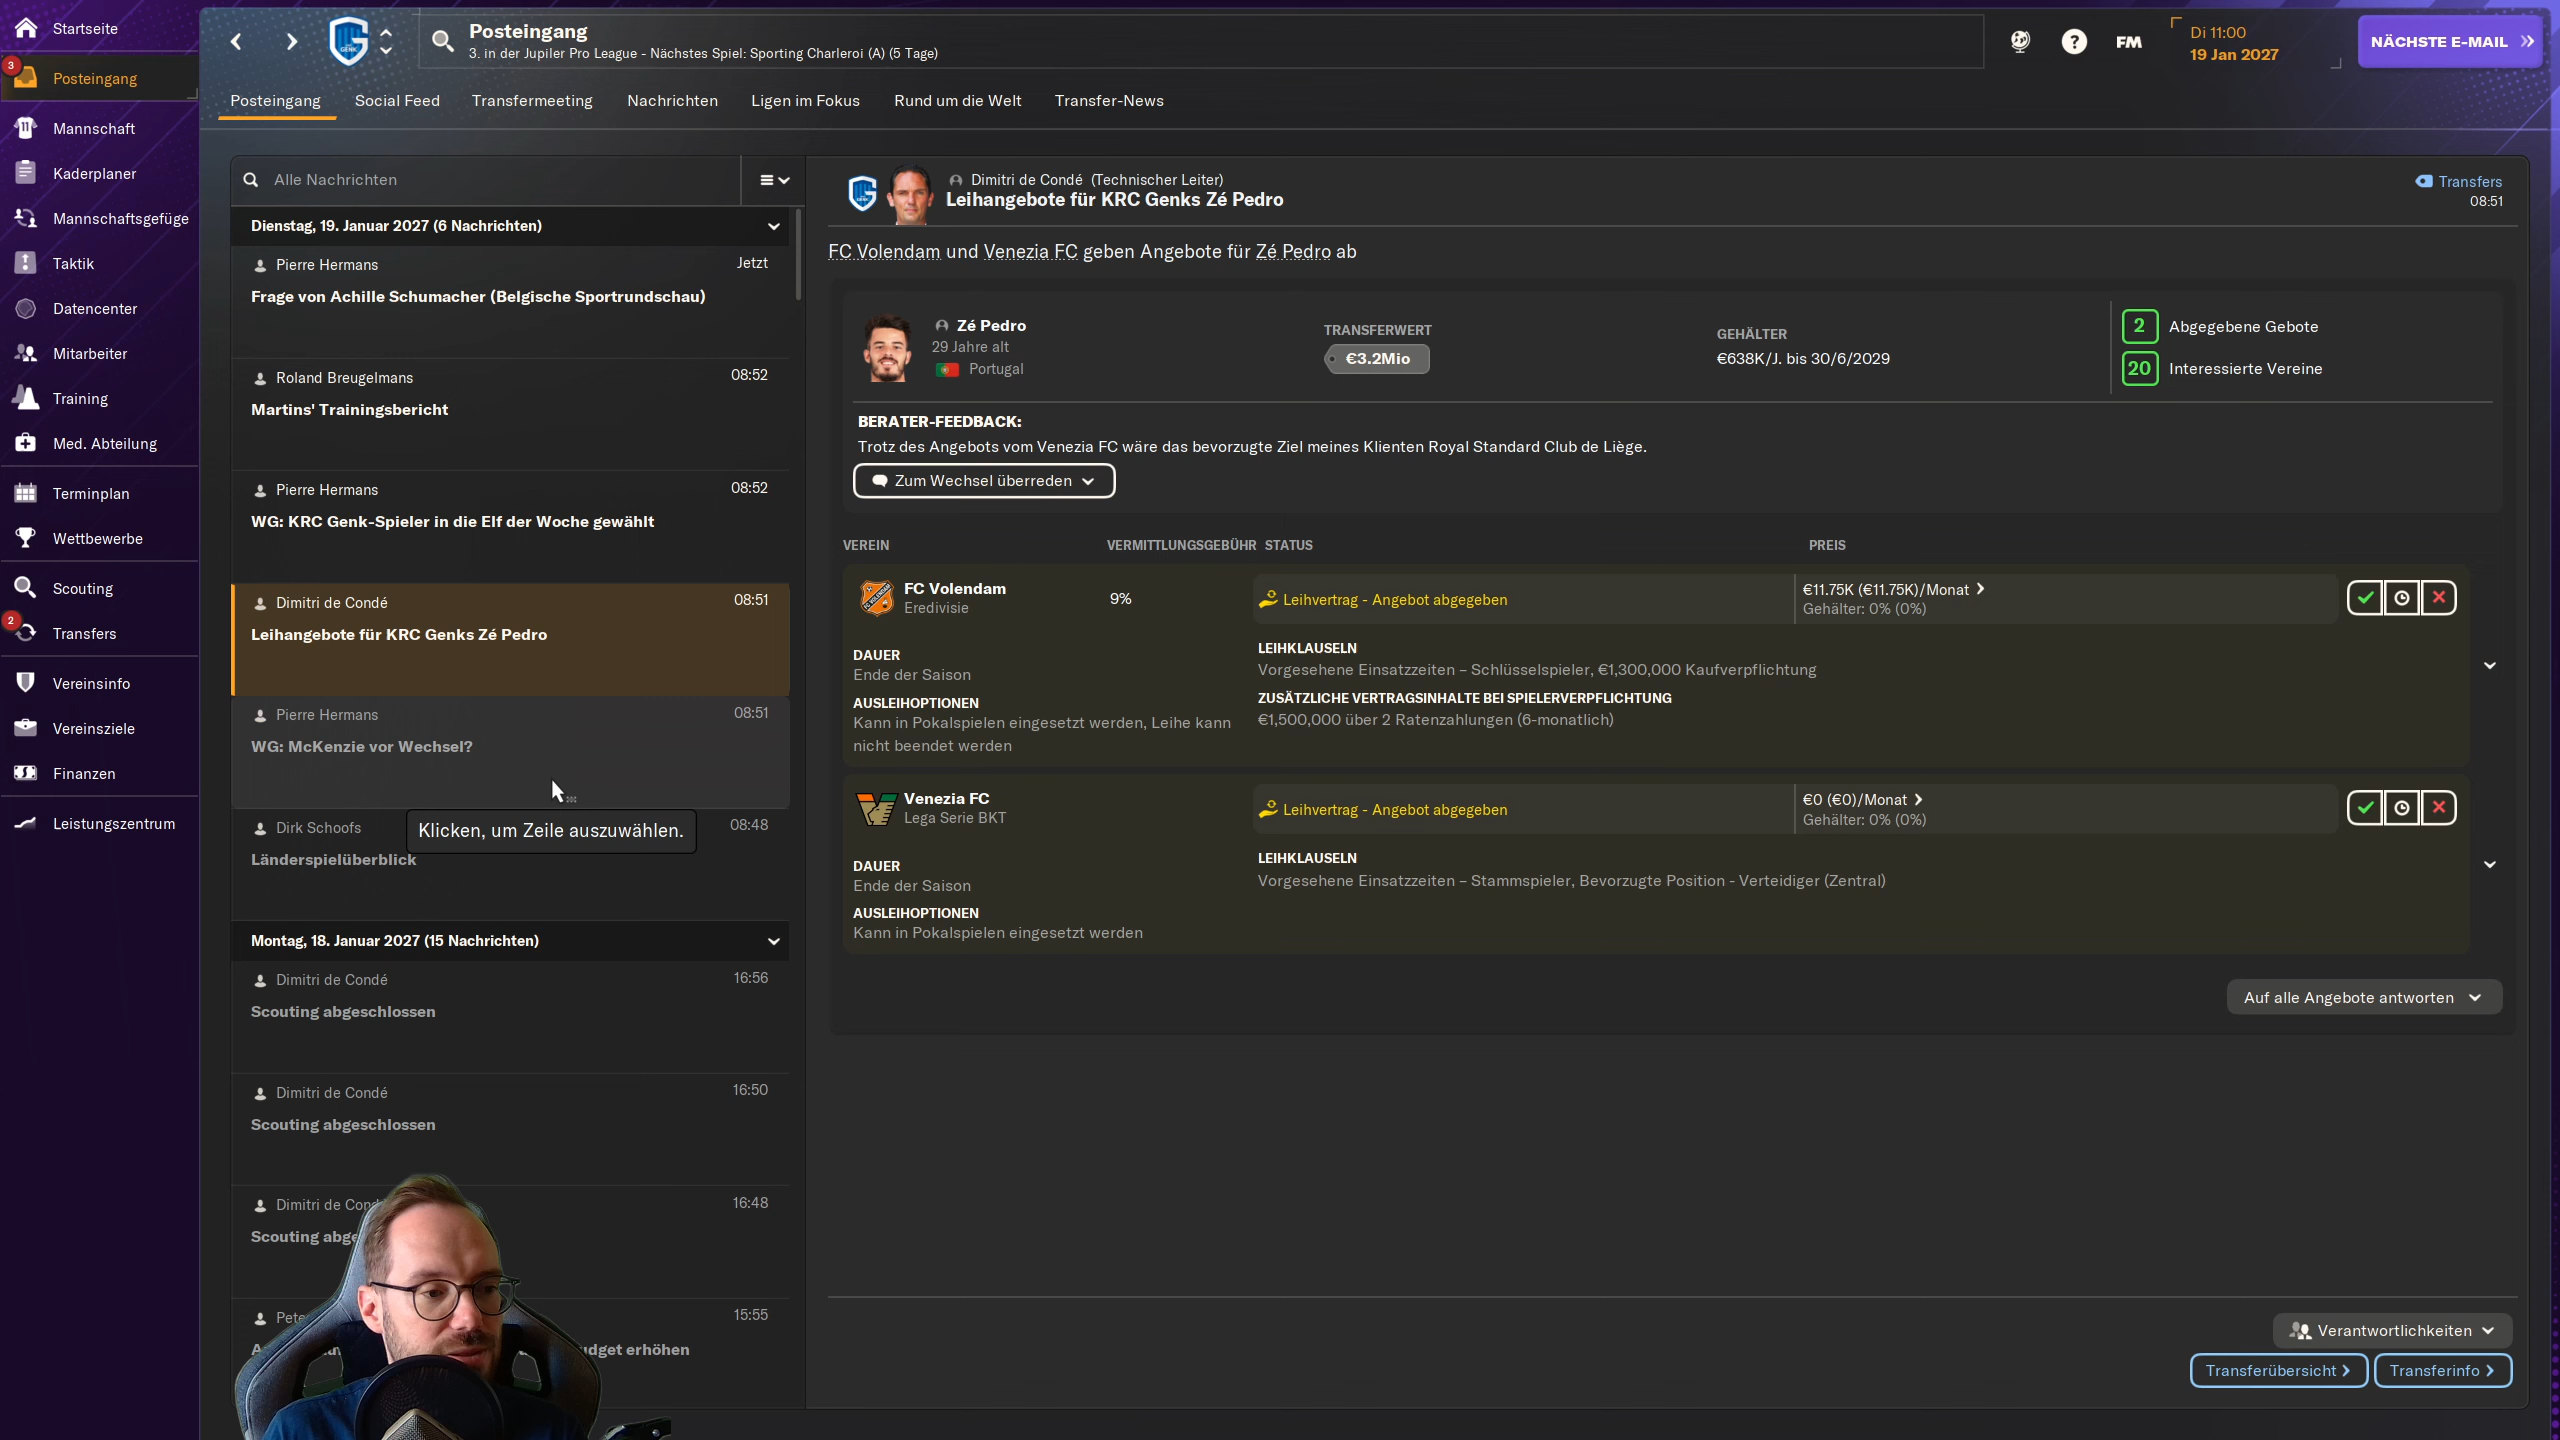 Startseite
3
Posteingang
Mannschaft
Kaderplaner
Mannschaftsgefüge
Taktik
Datencenter
Mitarbeiter
Training
Med. Abteilung
Terminplan
Wettbewerbe
Scouting
2
Transfers
Vereinsinfo
Vereinsziele
Finanzen
Leistungszentrum
GENK
Posteingang
3. in der Jupiler Pro League - Nächstes Spiel: Sporting Charleroi (A) (5 Tage)
FM
Di 11:00
19 Jan 2027
NÄCHSTE E-MAIL
Posteingang
Social Feed
Transfermeeting
Nachrichten
Ligen im Fokus
Rund um die Welt
Transfer-News
Alle Nachrichten
Dienstag, 19. Januar 2027 (6 Nachrichten)
Pierre Hermans
Jetzt
Frage von Achille Schumacher (Belgische Sportrundschau)
Roland Breugelmans
08:52
Martins' Trainingsbericht
Pierre Hermans
08:52
WG: KRC Genk-Spieler in die Elf der Woche gewählt
Dimitri de Condé
08:51
Leihangebote für KRC Genks Zé Pedro
Pierre Hermans
08:51
WG: McKenzie vor Wechsel?
Dirk Schoofs
08:48
Klicken, um Zeile auszuwählen.
Länderspielüberblick
Montag, 18. Januar 2027 (15 Nachrichten)
Dimitri de Condé
16:56
Scouting abgeschlossen
Dimitri de Condé
16:50
Scouting abgeschlossen
Dimitri de Cond
16:48
Scouting abge
Pete
15:55
dget erhöhen
Dimitri de Condé (Technischer Leiter)
Leihangebote für KRC Genks Zé Pedro
Transfers
08:51
FC Volendam und Venezia FC geben Angebote für Zé Pedro ab
Zé Pedro
29 Jahre alt
Portugal
TRANSFERWERT
€3.2Mio
GEHÄLTER
€638K/J. bis 30/6/2029
2 Abgegebene Gebote
20 Interessierte Vereine
BERATER-FEEDBACK:
Trotz des Angebots vom Venezia FC wäre das bevorzugte Ziel meines Klienten Royal Standard Club de Liège.
Zum Wechsel überreden
VEREIN
VERMITTLUNGSGEBÜHR
STATUS
PREIS
FC Volendam
Eredivisie
9%
Leihvertrag - Angebot abgegeben
€11.75K (€11.75K)/Monat
Gehälter: 0% (0%)
DAUER
Ende der Saison
AUSLEIHOPTIONEN
Kann in Pokalspielen eingesetzt werden, Leihe kann
nicht beendet werden
LEIHKLAUSELN
Vorgesehene Einsatzzeiten – Schlüsselspieler, €1,300,000 Kaufverpflichtung
ZUSÄTZLICHE VERTRAGSINHALTE BEI SPIELERVERPFLICHTUNG
€1,500,000 über 2 Ratenzahlungen (6-monatlich)
Venezia FC
Lega Serie BKT
Leihvertrag - Angebot abgegeben
€0 (€0)/Monat
Gehälter: 0% (0%)
DAUER
Ende der Saison
AUSLEIHOPTIONEN
Kann in Pokalspielen eingesetzt werden
LEIHKLAUSELN
Vorgesehene Einsatzzeiten – Stammspieler, Bevorzugte Position - Verteidiger (Zentral)
Auf alle Angebote antworten
Verantwortlichkeiten
Transferübersicht
Transferinfo